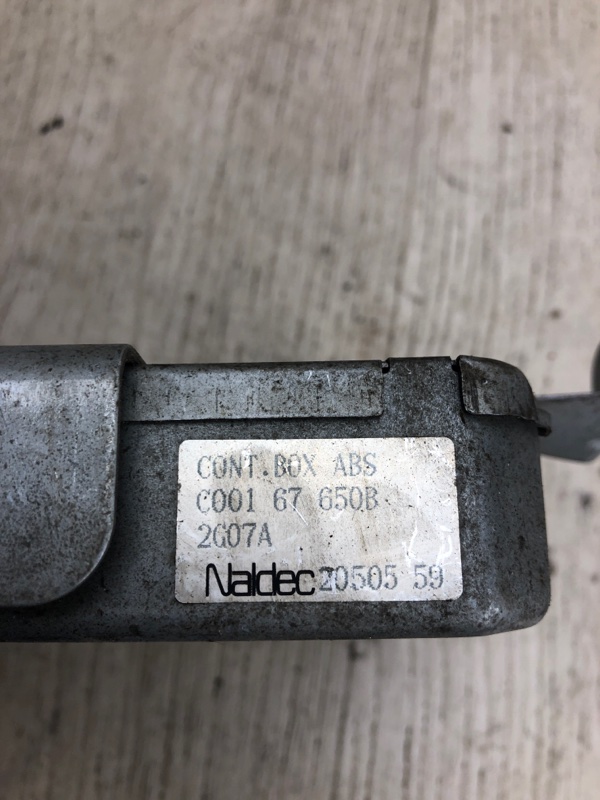 CONT.BOX ABS
C001 67 650B
2G07A
Naldec 20505 59